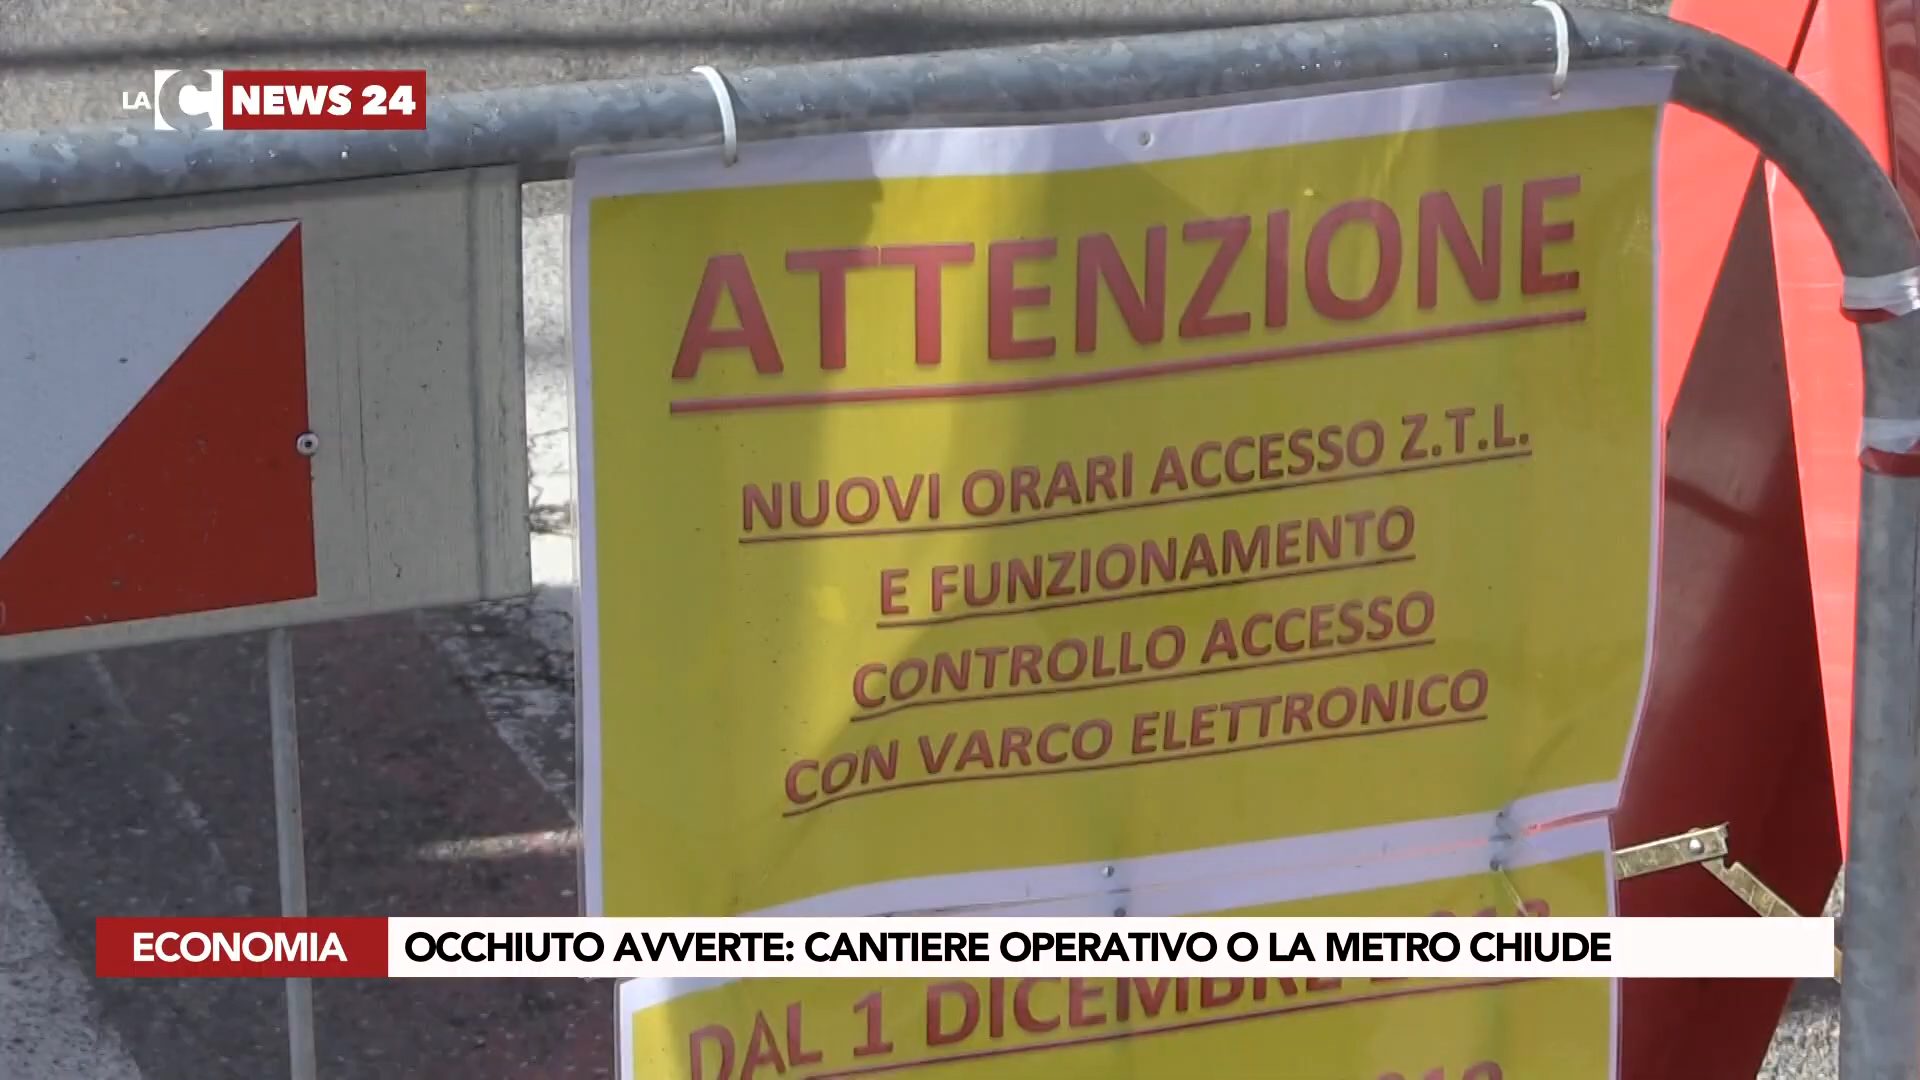 LA C NEWS 24
ATTENZIONE
NUOVI ORARI ACCESSO Z.T.L.
E FUNZIONAMENTO
CONTROLLO ACCESSO
CON VARCO ELETTRONICO
ECONOMIA OCCHIUTO AVVERTE: CANTIERE OPERATIVO O LA METRO CHIUDE
DAL 1 DICEMBRE